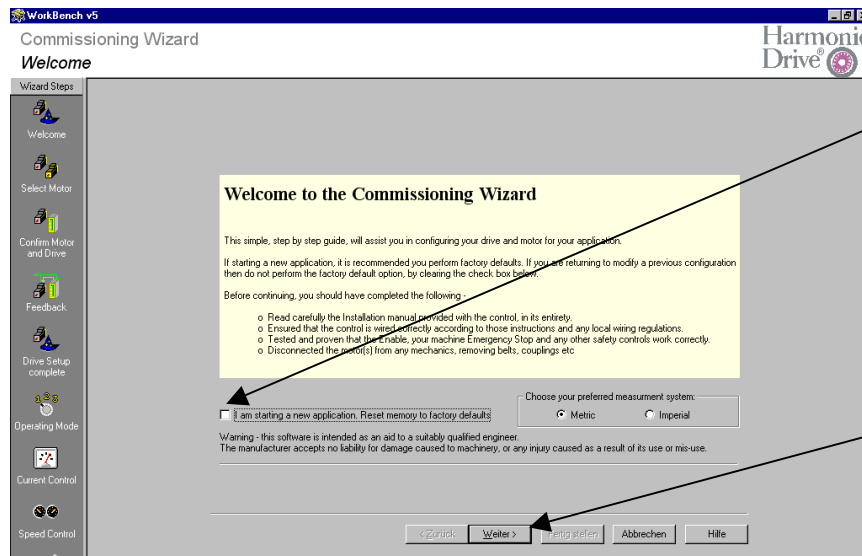 WorkBench v5
Commissioning Wizard
Welcome
Harmonic
Drive®
Wizard Steps
Welcome
Select Motor
Confirm Motor
and Drive
Feedback
Drive Setup
complete
Operating Mode
Current Control
Speed Control
Welcome to the Commissioning Wizard
This simple, step by step guide, will assist you in configuring your drive and motor for your application.
If starting a new application, it is recommended you perform factory defaults. If you are returning to modify a previous configuration
then do not perform the factory default option, by clearing the check box below.
Before continuing, you should have completed the following -
o Read carefully the Installation manual provided with the control, in its entirety.
o Ensured that the control is wired correctly according to those instructions and any local wiring regulations.
o Tested and proven that the Enable, your machine Emergency Stop and any other safety controls work correctly.
o Disconnected the motor(s) from any mechanics, removing belts, couplings etc
I am starting a new application. Reset memory to factory defaults
Choose your preferred measurment system:
Metric
Imperial
Warning - this software is intended as an aid to a suitably qualified engineer.
The manufacturer accepts no liability for damage caused to machinery, or any injury caused as a result of its use or mis-use.
< Zurück
Weiter >
Fertig stellen
Abbrechen
Hilfe